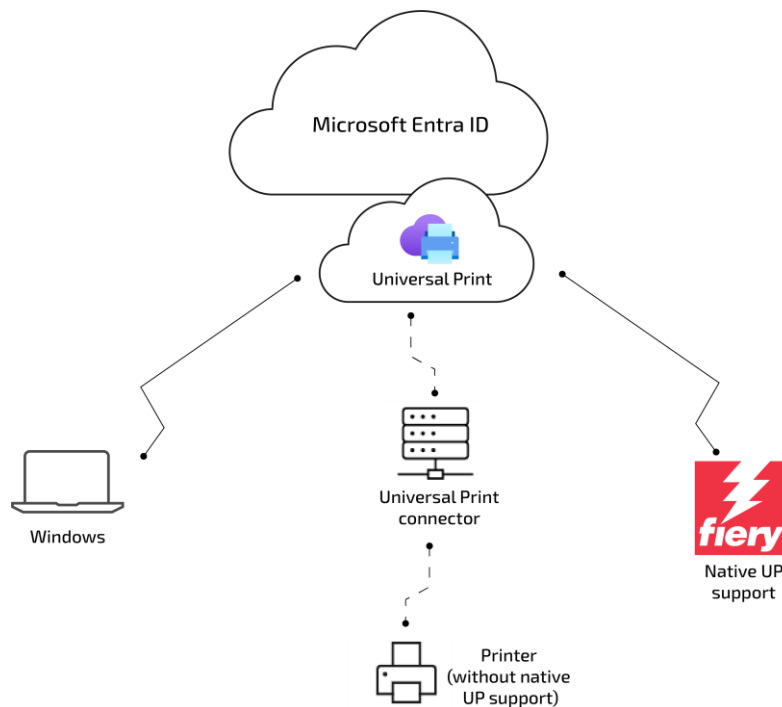 Microsoft Entra ID
Universal Print
Windows
Universal Print
connector
fiery
Native UP
support
Printer
(without native
UP support)